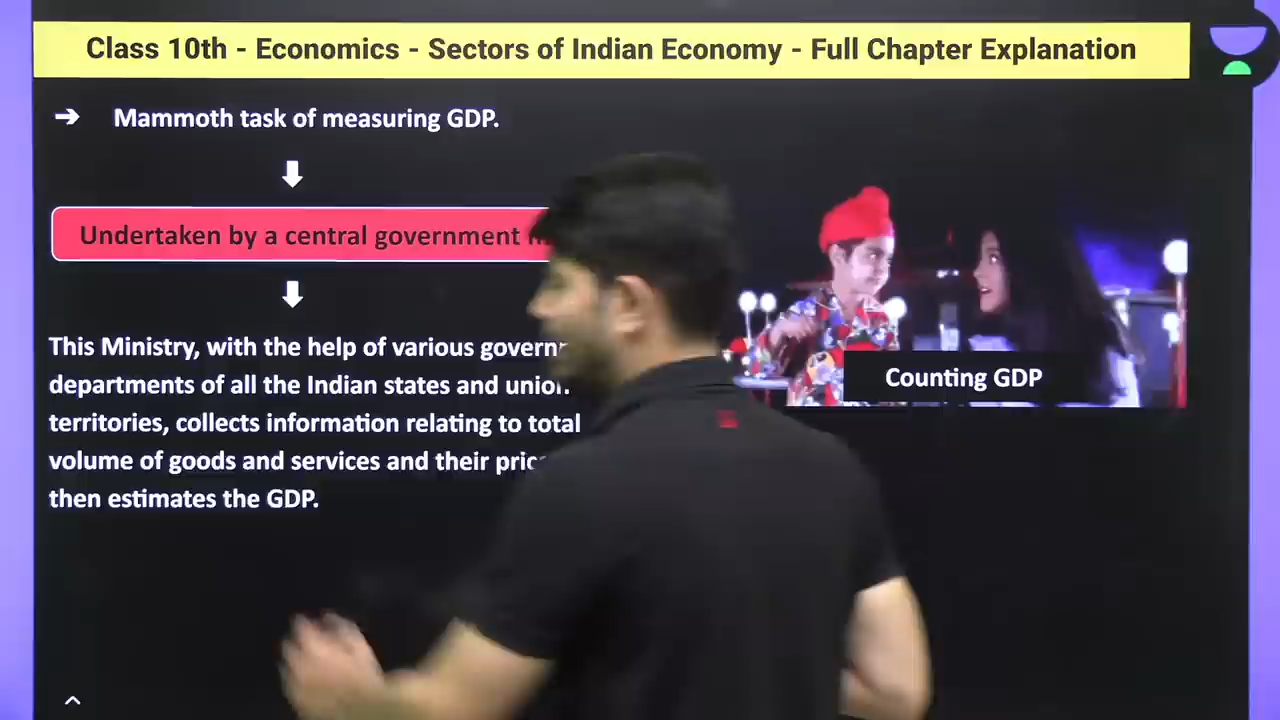 Class 10th - Economics - Sectors of Indian Economy - Full Chapter Explanation
➔ Mammoth task of measuring GDP.
Undertaken by a central government
This Ministry, with the help of various
departments of all the Indian states and union
territories, collects information relating to total
volume of goods and services and their
then estimates the GDP.
Counting GDP